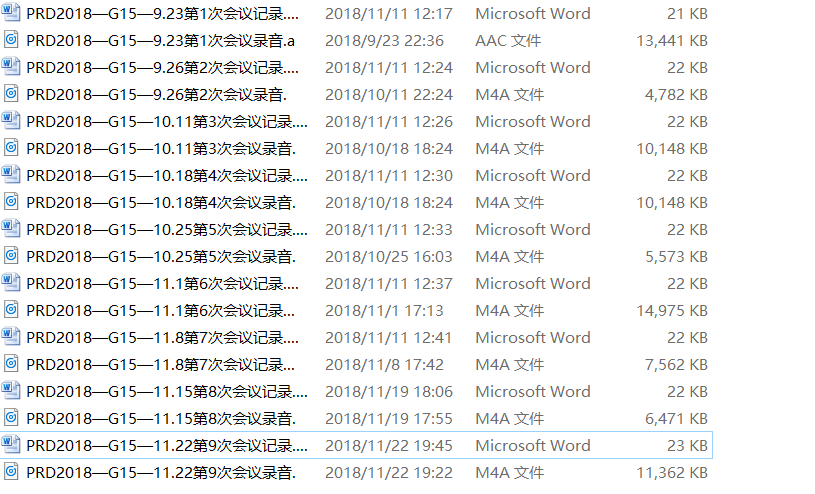 PRD2018—G15—9.23第1次会议记录.... 2018/11/11 12:17 Microsoft Word 21 KB
PRD2018—G15—9.23第1次会议录音.a 2018/9/23 22:36 AAC 文件 13,441 KB
PRD2018—G15—9.26第2次会议记录.... 2018/11/11 12:24 Microsoft Word 22 KB
PRD2018—G15—9.26第2次会议录音. 2018/10/11 22:24 M4A 文件 4,782 KB
PRD2018—G15—10.11第3次会议记录.... 2018/11/11 12:26 Microsoft Word 22 KB
PRD2018—G15—10.11第3次会议录音. 2018/10/18 18:24 M4A 文件 10,148 KB
PRD2018—G15—10.18第4次会议记录.... 2018/11/11 12:30 Microsoft Word 22 KB
PRD2018—G15—10.18第4次会议录音. 2018/10/18 18:24 M4A 文件 10,148 KB
PRD2018—G15—10.25第5次会议记录.... 2018/11/11 12:33 Microsoft Word 22 KB
PRD2018—G15—10.25第5次会议录音. 2018/10/25 16:03 M4A 文件 5,573 KB
PRD2018—G15—11.1第6次会议记录.... 2018/11/11 12:37 Microsoft Word 22 KB
PRD2018—G15—11.1第6次会议录音... 2018/11/1 17:13 M4A 文件 14,975 KB
PRD2018—G15—11.8第7次会议记录.... 2018/11/11 12:41 Microsoft Word 22 KB
PRD2018—G15—11.8第7次会议录音... 2018/11/8 17:42 M4A 文件 7,562 KB
PRD2018—G15—11.15第8次会议记录.... 2018/11/19 18:06 Microsoft Word 22 KB
PRD2018—G15—11.15第8次会议录音. 2018/11/19 17:55 M4A 文件 6,471 KB
PRD2018—G15—11.22第9次会议记录.... 2018/11/22 19:45 Microsoft Word 23 KB
PRD2018—G15—11.22第9次会议录音. 2018/11/22 19:22 M4A 文件 11,362 KB